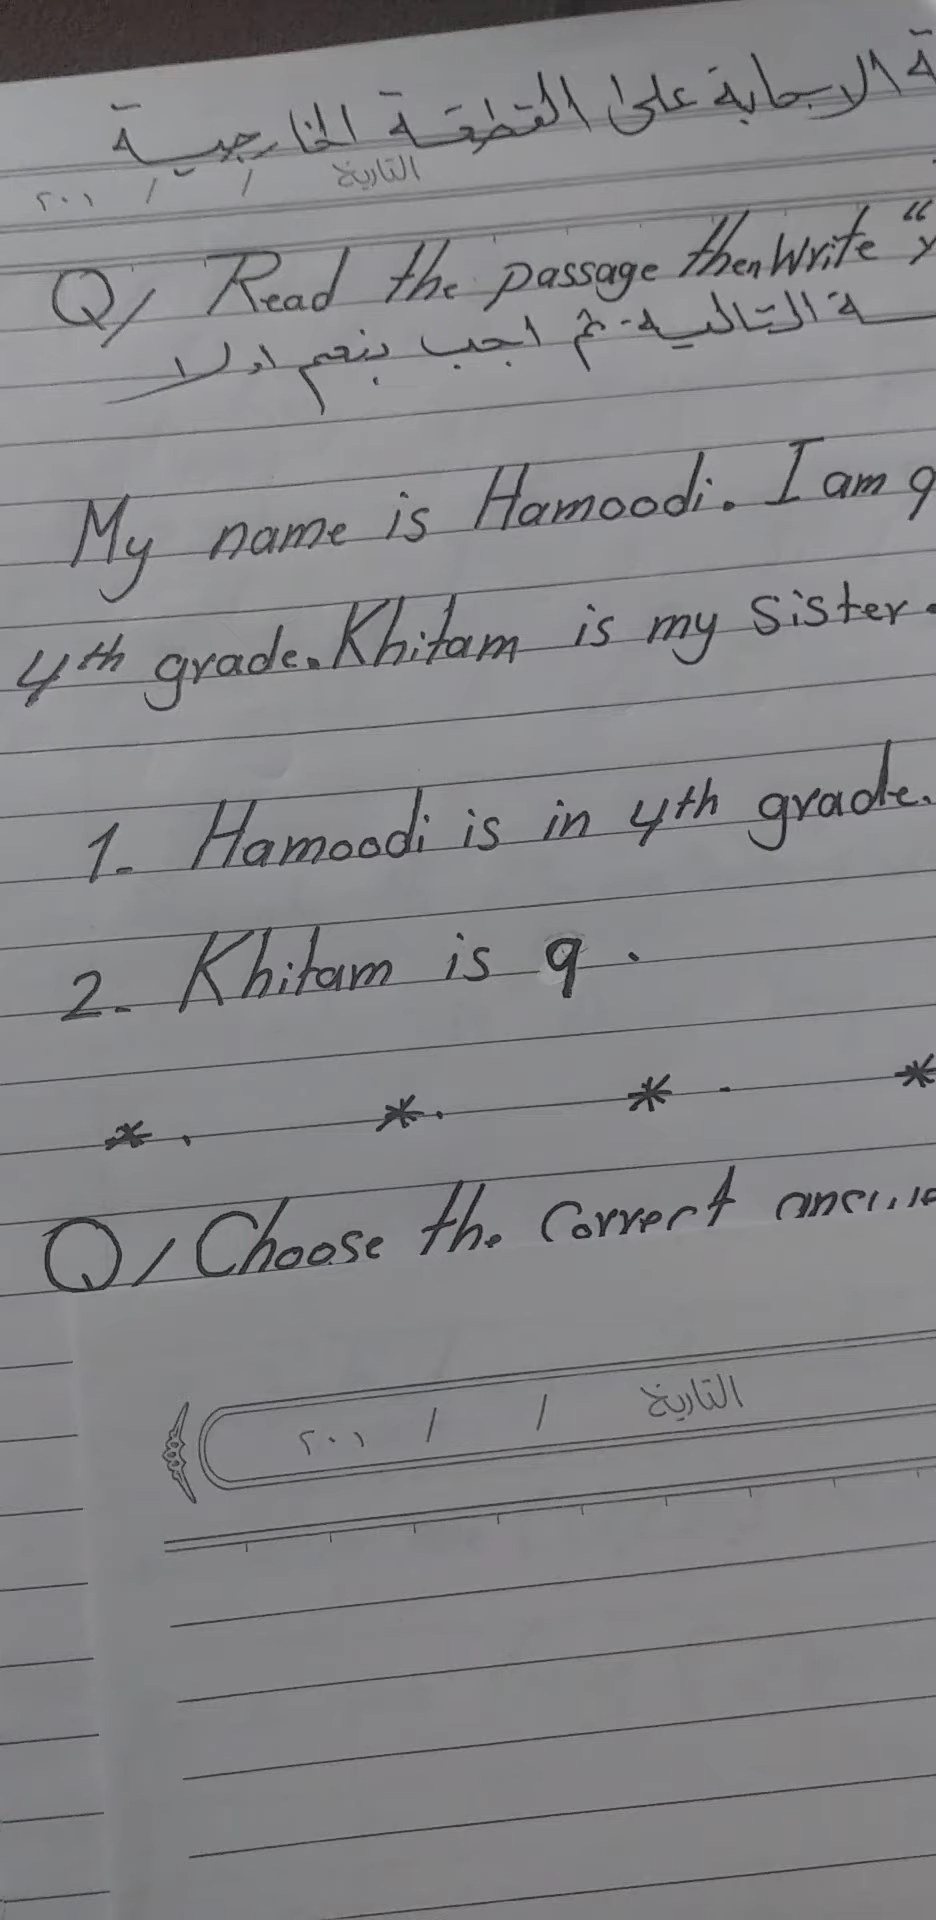 الاجابة على القطعة الخارجية
التاريخ / / ٢٠١
Q/ Read the passage then Write "y
التالية ثم اجب بنعم او لا
My name is Hamoodi. I am 9
4th grade. Khitam is my sister.
1. Hamoodi is in 4th grade.
2. Khitam is 9.
Q/ Choose the correct
التاريخ / / ٢٠١